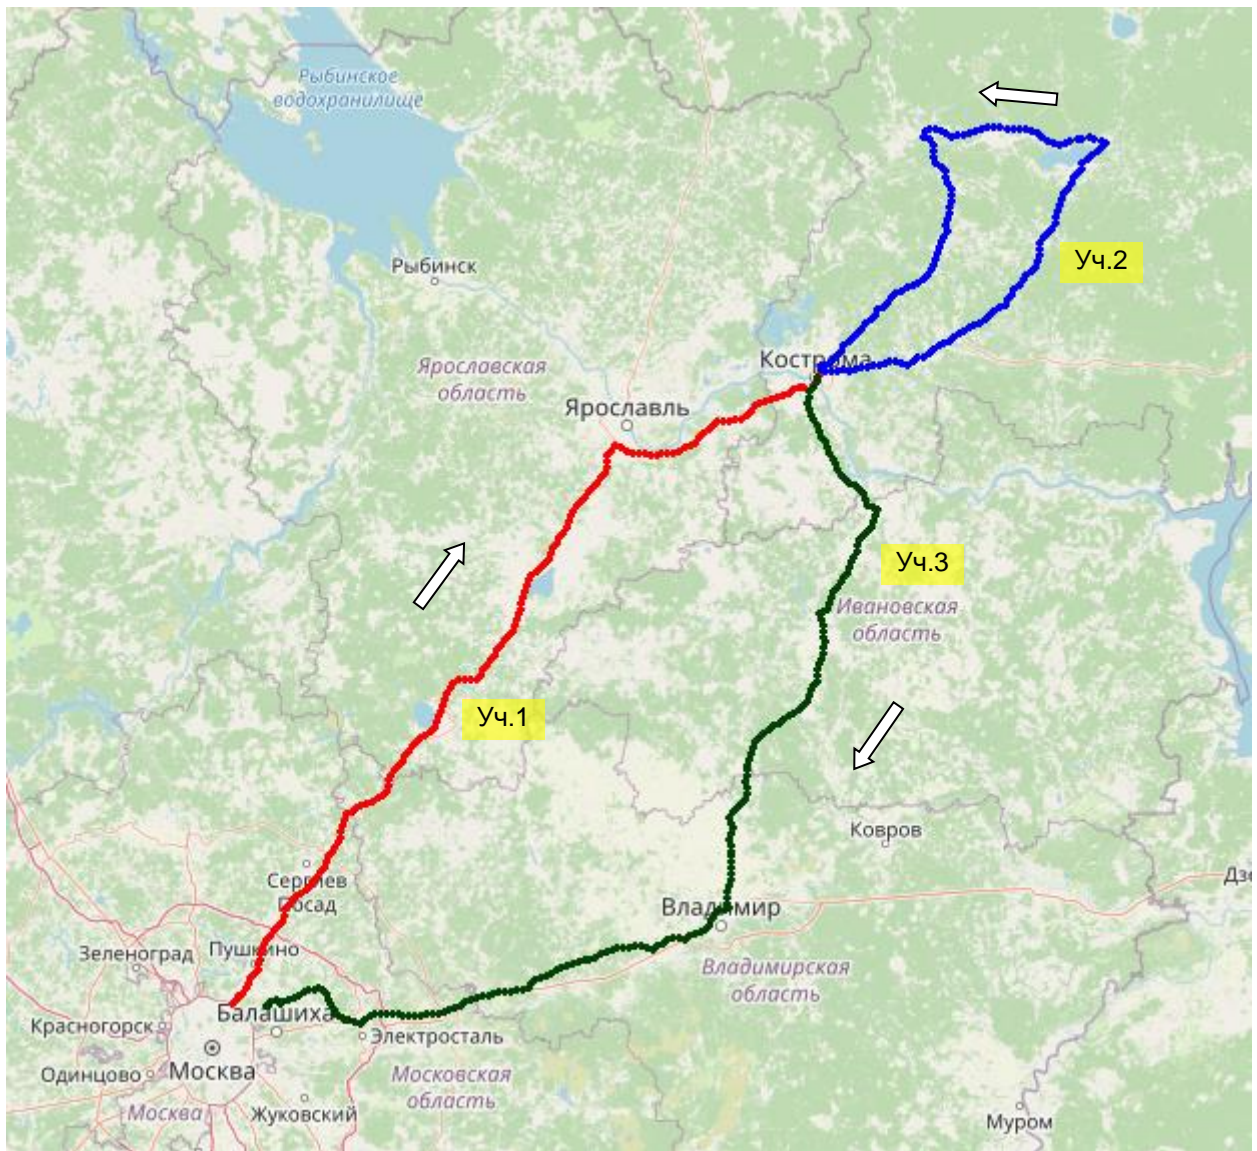 Рыбинское
водохранилище
Рыбинск
Уч.2
Кострома
Ярославская
область
Ярославль
Уч.3
Ивановская
область
Уч.1
Ковров
Сергиев
Посад
Дзе
Владимир
Зеленоград
Пушкино
Владимирская
область
Красногорск
Балашиха
Электросталь
Одинцово
Москва
Московская
область
Москва
Жуковский
Муром